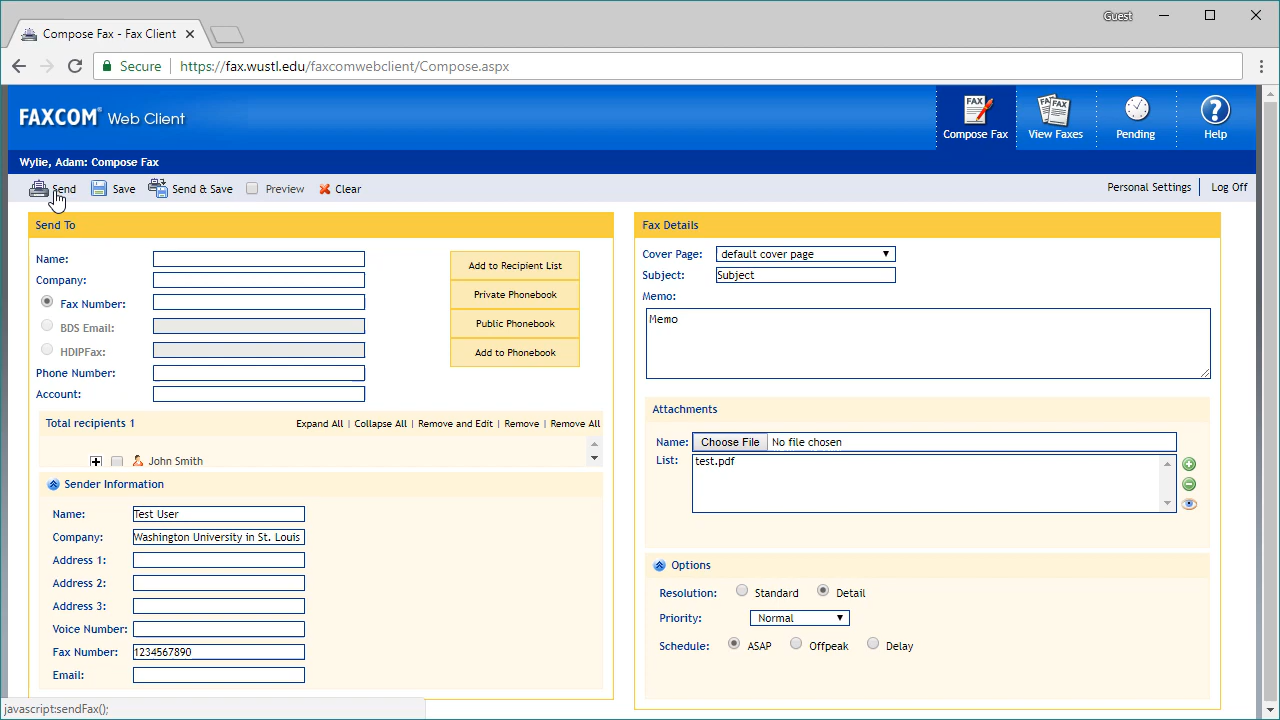 Guest
Compose Fax - Fax Client
Secure https://fax.wustl.edu/faxcomwebclient/Compose.aspx
FAXCOM® Web Client
FAX
Compose Fax
FAX FAX
View Faxes
Pending
?
Help
Wylie, Adam: Compose Fax
Send Save Send & Save Preview Clear
Personal Settings Log Off
Send To
Name:
Company:
Fax Number:
BDS Email:
HDIPFax:
Phone Number:
Account:
Add to Recipient List
Private Phonebook
Public Phonebook
Add to Phonebook
Total recipients 1 Expand All | Collapse All | Remove and Edit | Remove | Remove All
John Smith
Sender Information
Name: Test User
Company: Washington University in St. Louis
Address 1:
Address 2:
Address 3:
Voice Number:
Fax Number: 1234567890
Email:
Fax Details
Cover Page: default cover page
Subject: Subject
Memo:
Memo
Attachments
Name: Choose File No file chosen
List: test.pdf
Options
Resolution: Standard Detail
Priority: Normal
Schedule: ASAP Offpeak Delay
javascript:sendFax();